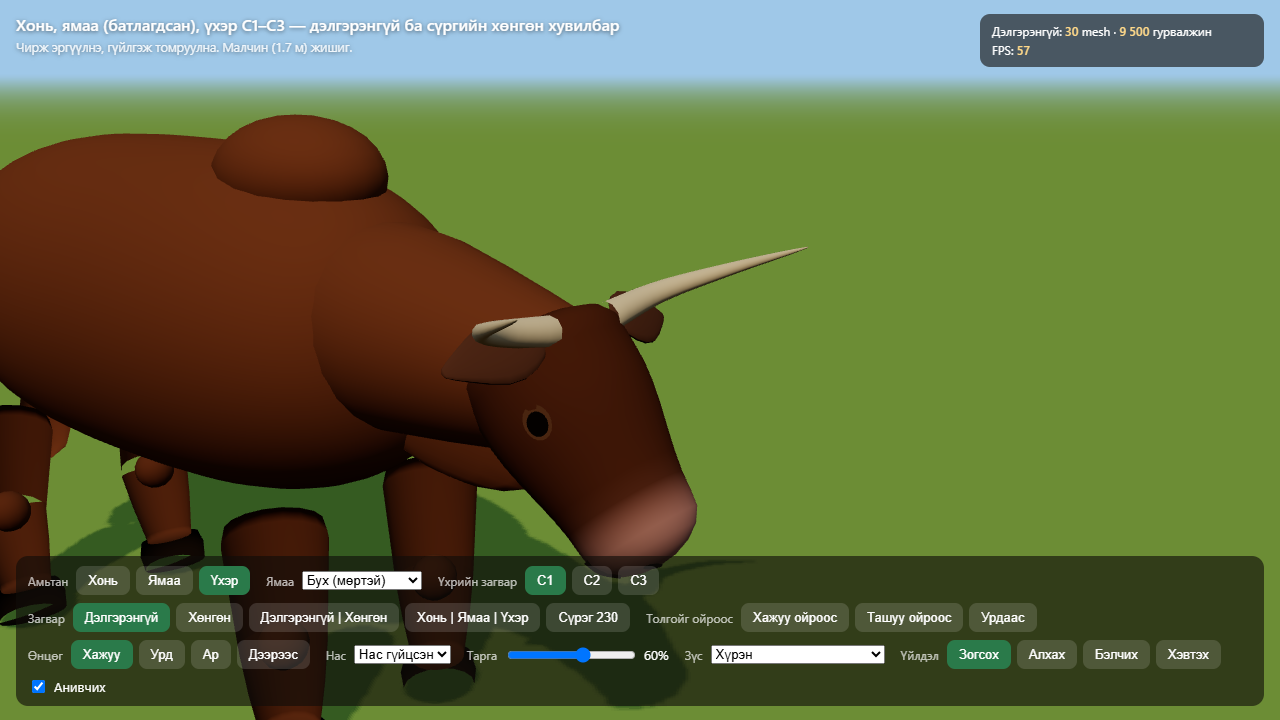 Хонь, ямаа (батлагдсан), үхэр C1–C3 — дэлгэрэнгүй ба сүргийн хөнгөн хувилбар
Чирж эргүүлнэ, гүйлгэж томруулна. Малчин (1.7 м) жишиг.
Дэлгэрэнгүй: 30 mesh · 9 500 гурвалжин
FPS: 57
Амьтан Хонь Ямаа Үхэр Ямаа Бух (мөртэй) Үхрийн загвар C1 C2 C3
Загвар Дэлгэрэнгүй Хөнгөн Дэлгэрэнгүй | Хөнгөн Хонь | Ямаа | Үхэр Сүрэг 230 Толгойг ойроос Хажуу ойроос Ташуу ойроос Урдаас
Өнцөг Хажуу Урд Ар Дээрээс Нас Нас гүйцсэн Тарга 60% Зүс Хүрэн Үйлдэл Зогсох Алхах Бэлчих Хэвтэх
Анивчих